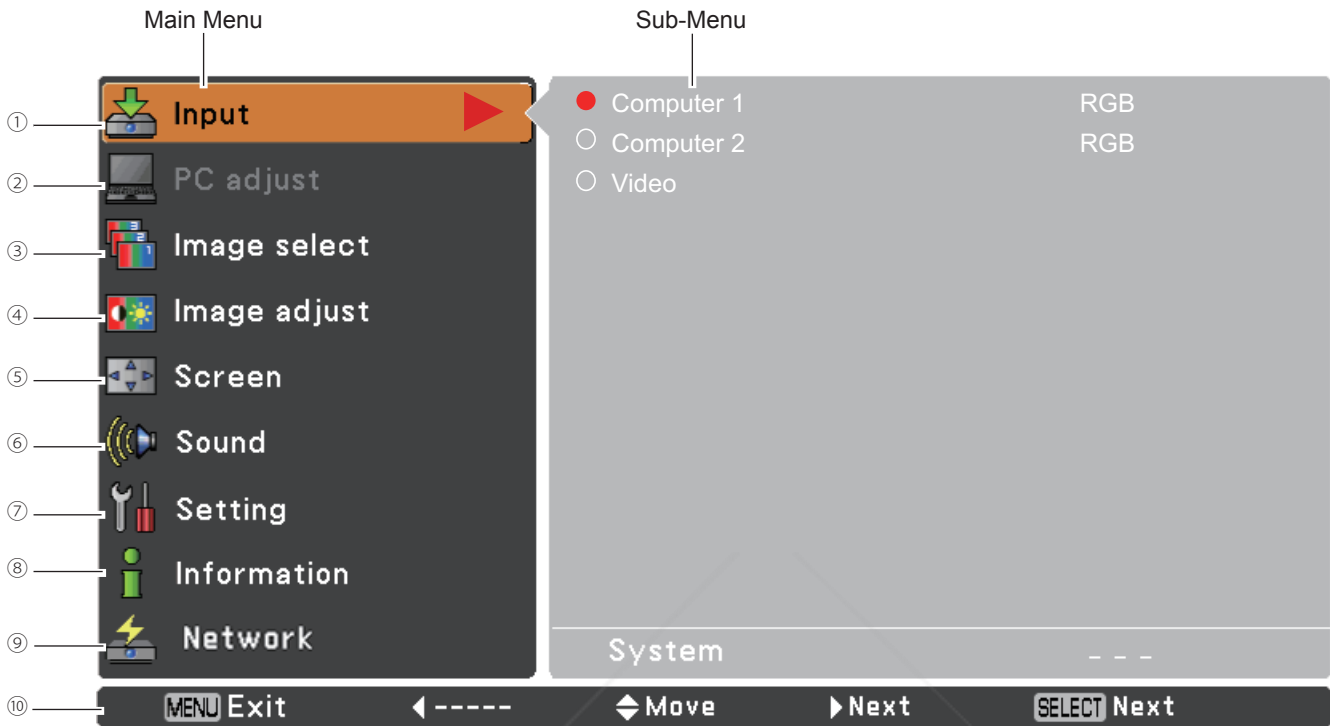 Main Menu Sub-Menu
① Input
② PC adjust
③ Image select
④ Image adjust
⑤ Screen
⑥ Sound
⑦ Setting
⑧ Information
⑨ Network
Computer 1 RGB
Computer 2 RGB
Video
System – – –
⑩ MENU Exit ◀ ----- Move ▶ Next SELECT Next